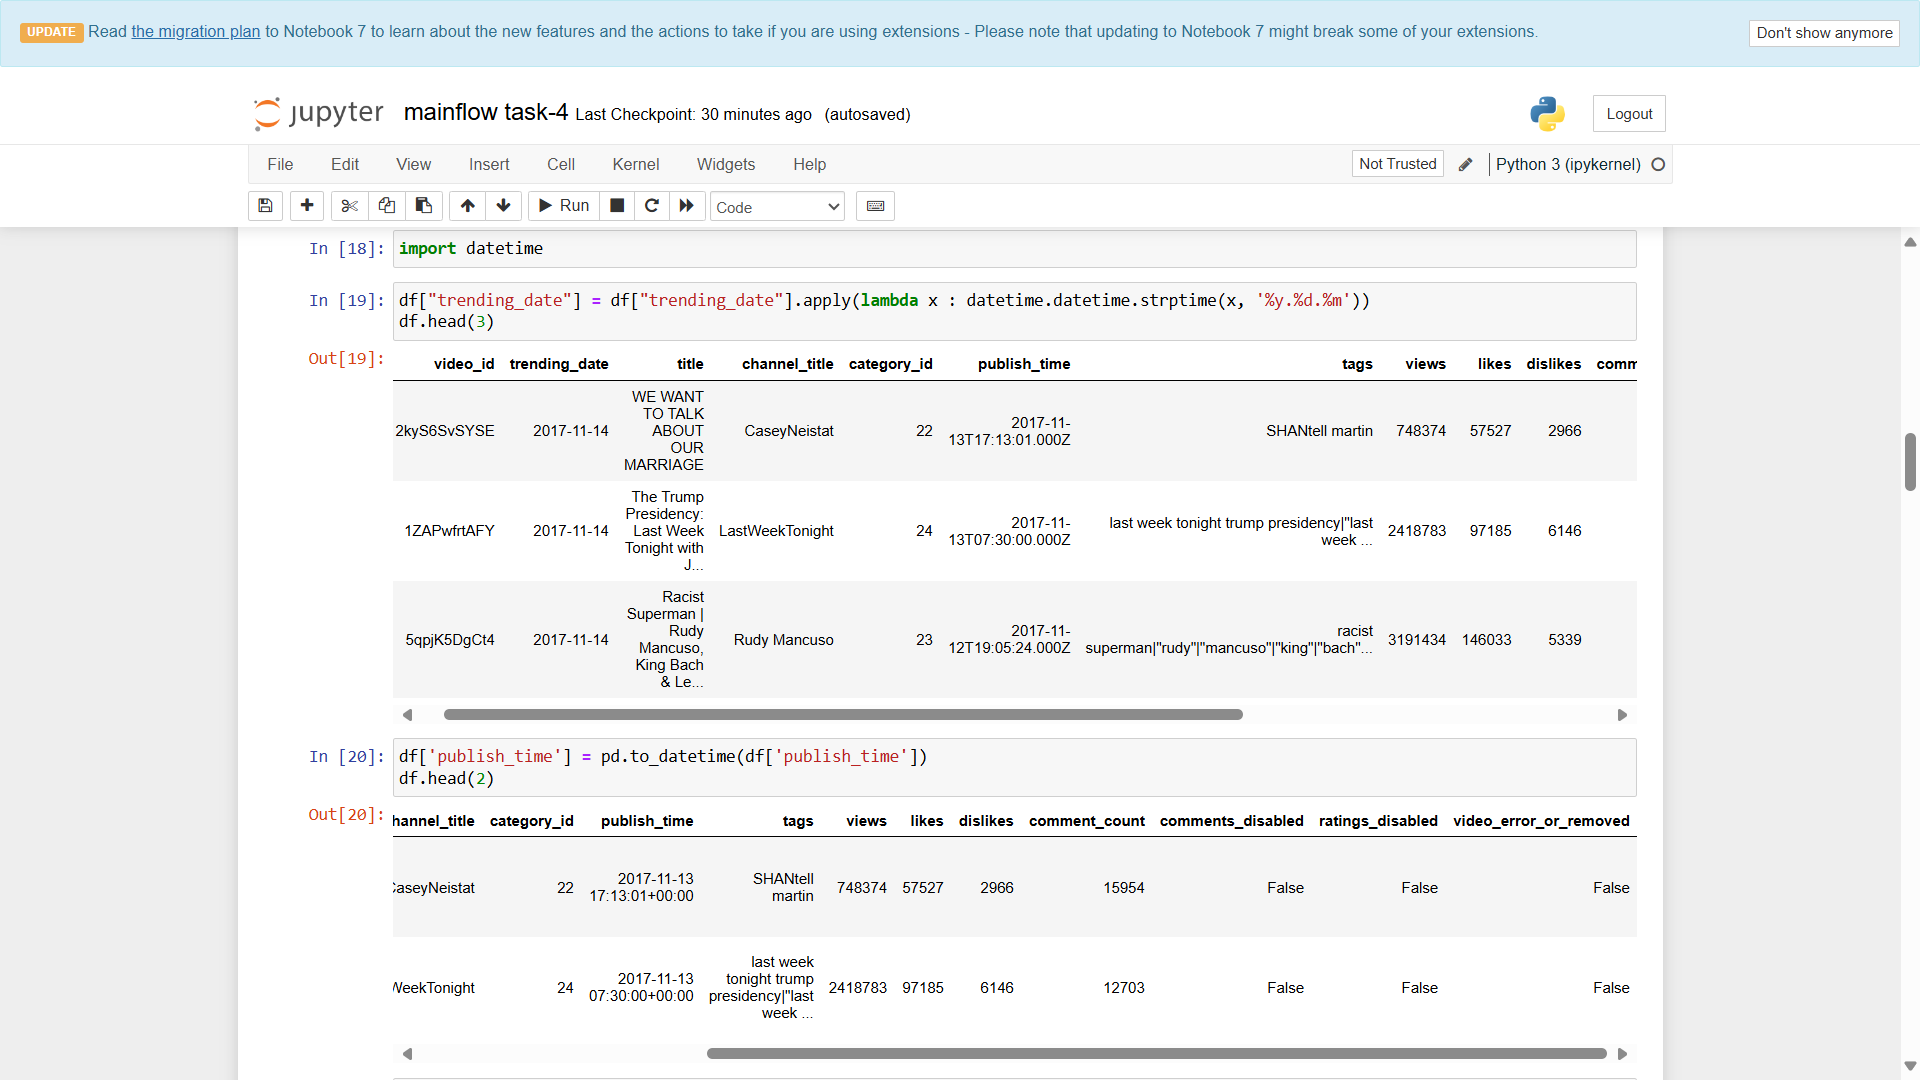 UPDATE Read the migration plan to Notebook 7 to learn about the new features and the actions to take if you are using extensions - Please note that updating to Notebook 7 might break some of your extensions. Don't show anymore
jupyter mainflow task-4 Last Checkpoint: 30 minutes ago (autosaved) Logout
File Edit View Insert Cell Kernel Widgets Help Not Trusted Python 3 (ipykernel)
Run Code
In [18]: import datetime
In [19]: df["trending_date"] = df["trending_date"].apply(lambda x : datetime.datetime.strptime(x, '%y.%d.%m'))
df.head(3)
Out[19]:
video_id trending_date title channel_title category_id publish_time tags views likes dislikes comm
2kyS6SvSYSE 2017-11-14 WE WANT TO TALK ABOUT OUR MARRIAGE CaseyNeistat 22 2017-11-13T17:13:01.000Z SHANtell martin 748374 57527 2966
1ZAPwfrtAFY 2017-11-14 The Trump Presidency: Last Week Tonight with J... LastWeekTonight 24 2017-11-13T07:30:00.000Z last week tonight trump presidency|"last week ... 2418783 97185 6146
5qpjK5DgCt4 2017-11-14 Racist Superman | Rudy Mancuso, King Bach & Le... Rudy Mancuso 23 2017-11-12T19:05:24.000Z racist superman|"rudy"|"mancuso"|"king"|"bach"... 3191434 146033 5339
In [20]: df['publish_time'] = pd.to_datetime(df['publish_time'])
df.head(2)
Out[20]:
hannel_title category_id publish_time tags views likes dislikes comment_count comments_disabled ratings_disabled video_error_or_removed
CaseyNeistat 22 2017-11-13 17:13:01+00:00 SHANtell martin 748374 57527 2966 15954 False False False
WeekTonight 24 2017-11-13 07:30:00+00:00 last week tonight trump presidency|"last week ... 2418783 97185 6146 12703 False False False